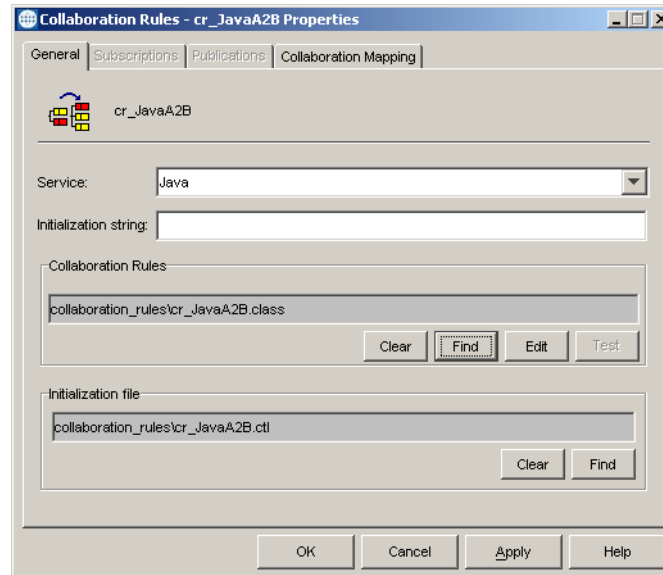 Collaboration Rules - cr_JavaA2B Properties
General Subscriptions Publications Collaboration Mapping
cr_JavaA2B
Service: Java
Initialization string:
Collaboration Rules
collaboration_rules\cr_JavaA2B.class
Clear Find Edit Test
Initialization file
collaboration_rules\cr_JavaA2B.ctl
Clear Find
OK Cancel Apply Help